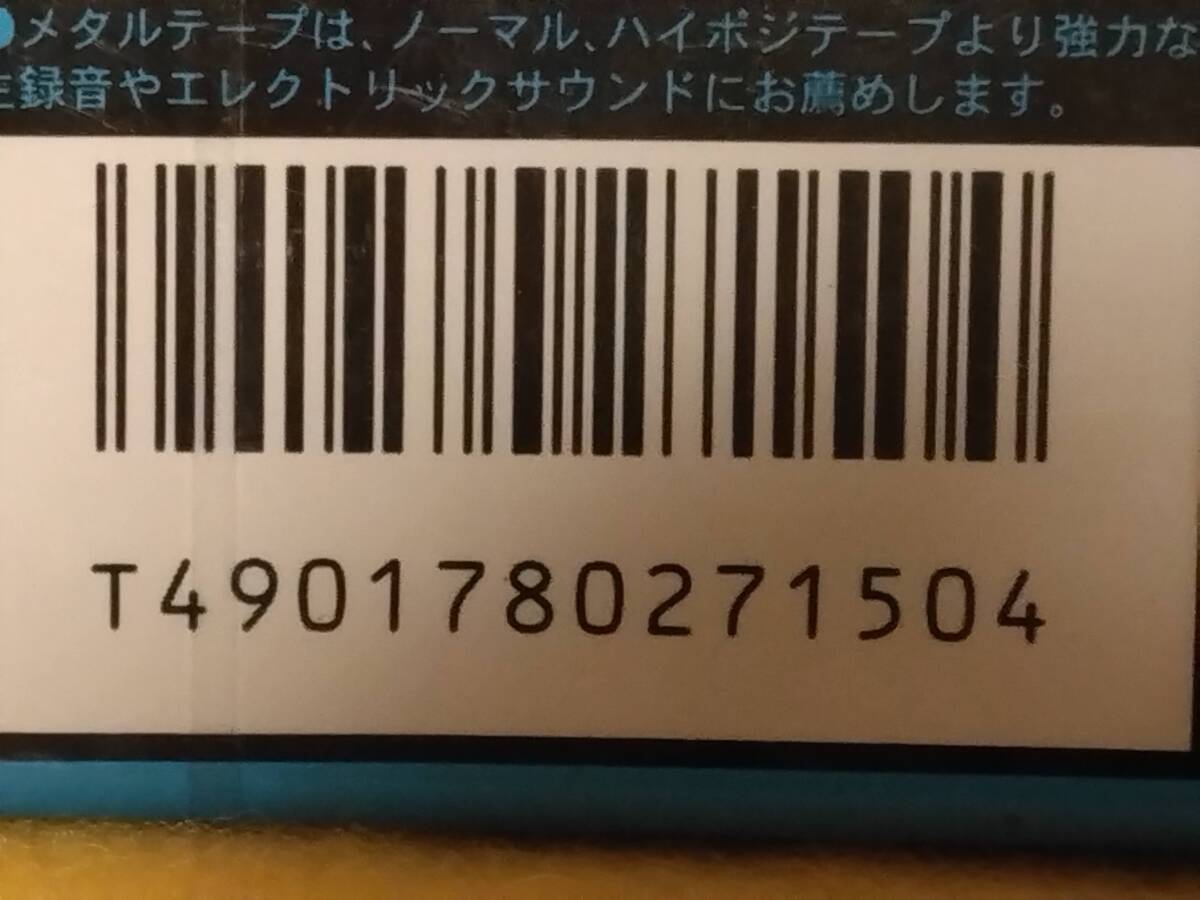 ●メタルテープは、ノーマル、ハイポジテープより強力な
録音やエレクトリックサウンドにお薦めします。
T4901780271504